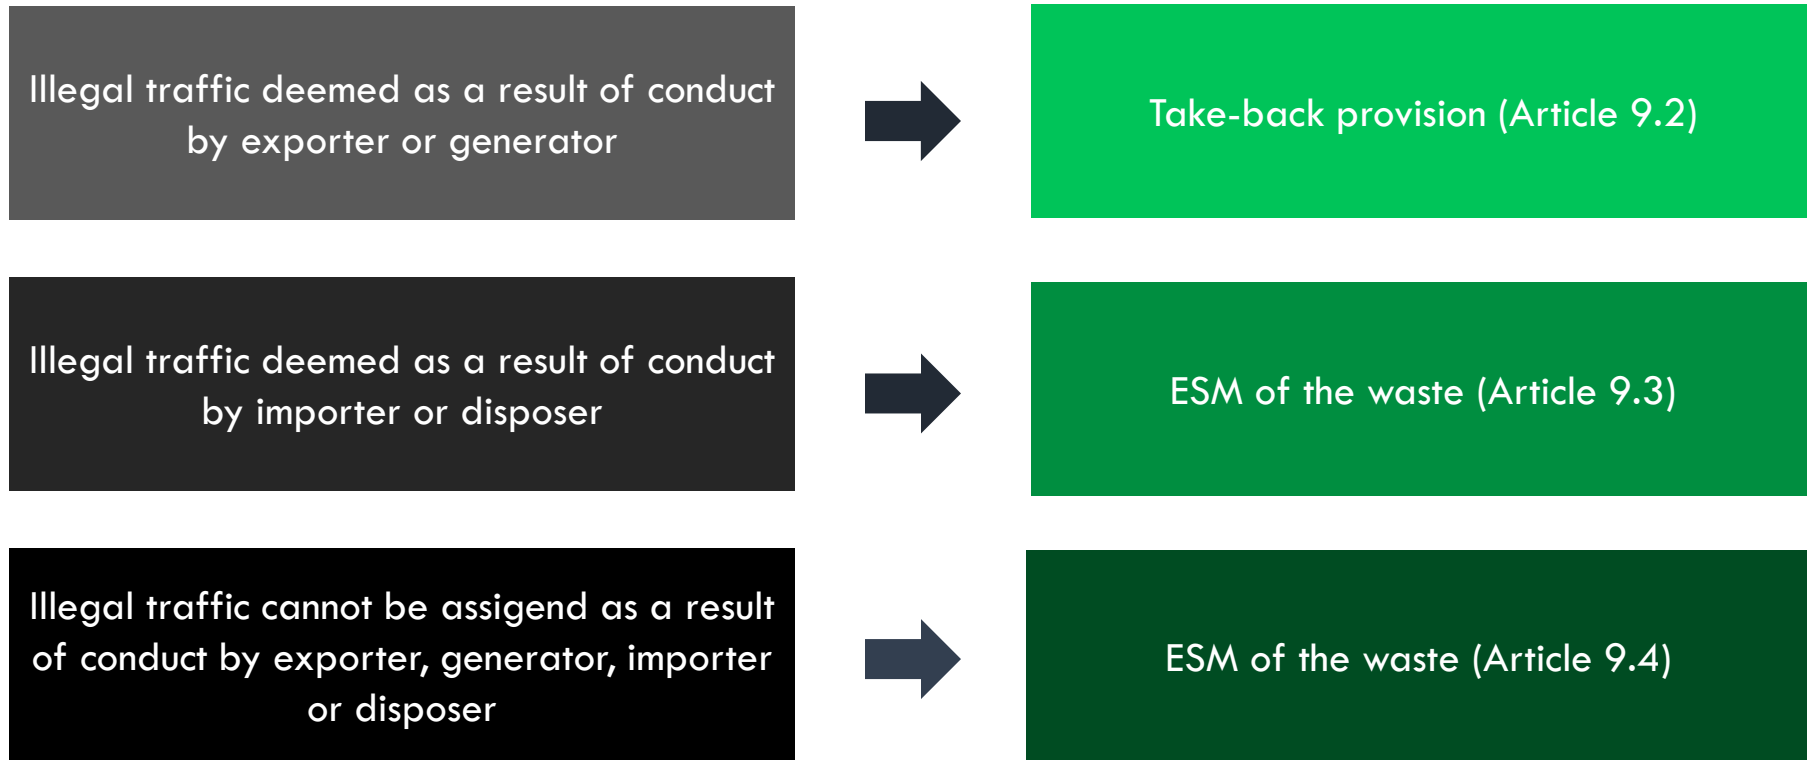 Illegal traffic deemed as a result of conduct
by exporter or generator
Take-back provision (Article 9.2)
Illegal traffic deemed as a result of conduct
by importer or disposer
ESM of the waste (Article 9.3)
Illegal traffic cannot be assigend as a result
of conduct by exporter, generator, importer
or disposer
ESM of the waste (Article 9.4)